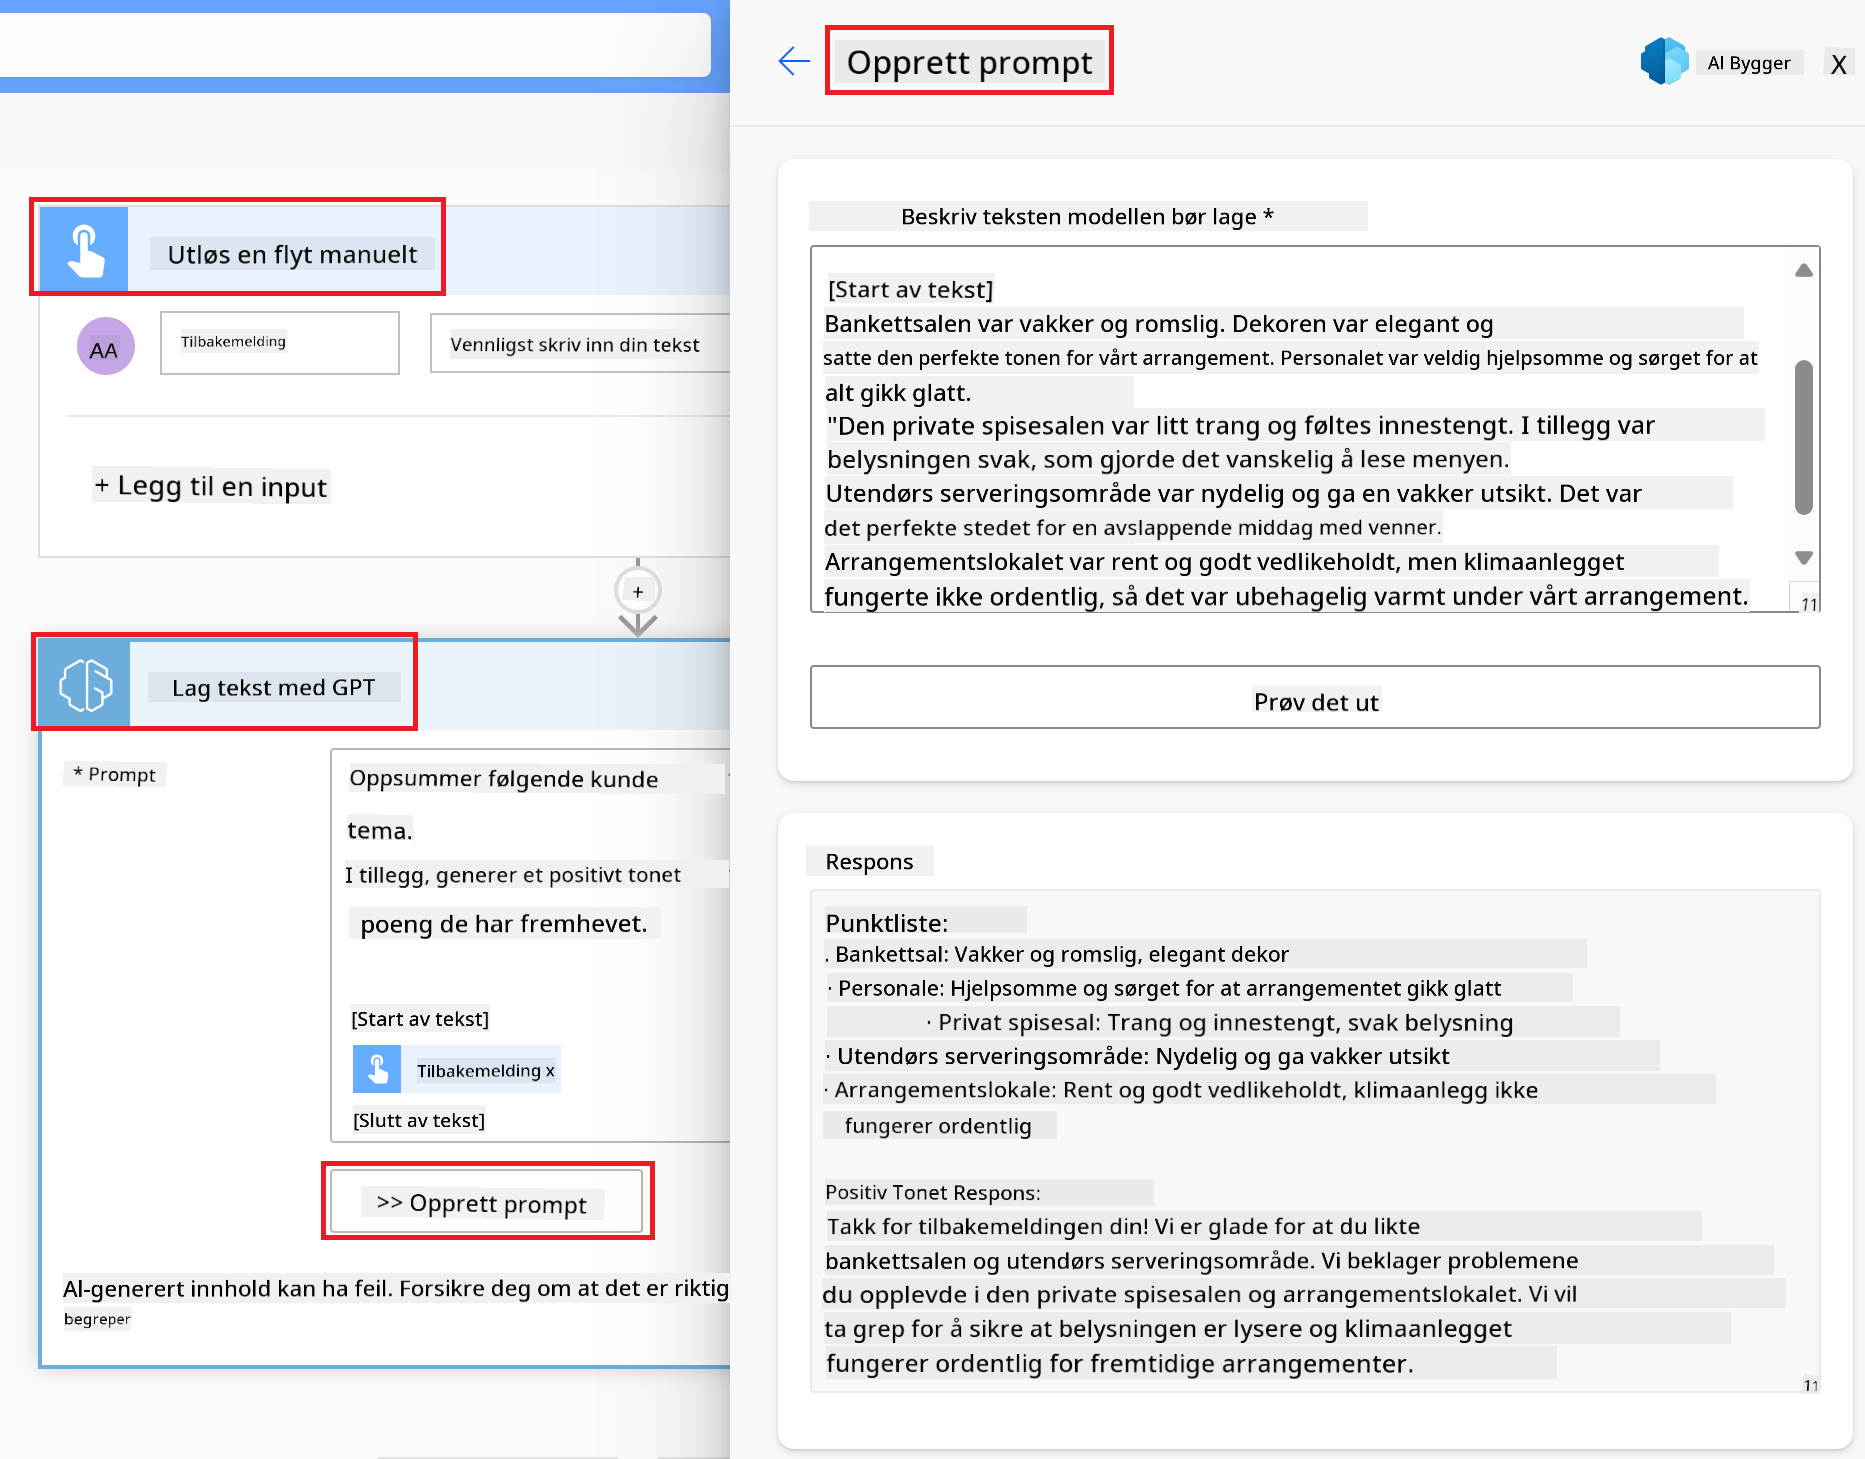 Utløs en flyt manuelt
AA
Tilbakemelding
Vennligst skriv inn din tekst
+ Legg til en input
+
Lag tekst med GPT
* Prompt
Oppsummer følgende kunde
tema.
I tillegg, generer et positivt tonet
poeng de har fremhevet.
[Start av tekst]
Tilbakemelding x
[Slutt av tekst]
>> Opprett prompt
AI-generert innhold kan ha feil. Forsikre deg om at det er riktig
begreper
Opprett prompt
AI Bygger
X
Beskriv teksten modellen bør lage *
[Start av tekst]
Bankettsalen var vakker og romslig. Dekoren var elegant og
satte den perfekte tonen for vårt arrangement. Personalet var veldig hjelpsomme og sørget for at
alt gikk glatt.
"Den private spisesalen var litt trang og føltes innestengt. I tillegg var
belysningen svak, som gjorde det vanskelig å lese menyen.
Utendørs serveringsområde var nydelig og ga en vakker utsikt. Det var
det perfekte stedet for en avslappende middag med venner.
Arrangementslokalet var rent og godt vedlikeholdt, men klimaanlegget
fungerte ikke ordentlig, så det var ubehagelig varmt under vårt arrangement.
11
Prøv det ut
Respons
Punktliste:
. Bankettsal: Vakker og romslig, elegant dekor
· Personale: Hjelpsomme og sørget for at arrangementet gikk glatt
· Privat spisesal: Trang og innestengt, svak belysning
· Utendørs serveringsområde: Nydelig og ga vakker utsikt
· Arrangementslokale: Rent og godt vedlikeholdt, klimaanlegg ikke
fungerer ordentlig
Positiv Tonet Respons:
Takk for tilbakemeldingen din! Vi er glade for at du likte
bankettsalen og utendørs serveringsområde. Vi beklager problemene
du opplevde i den private spisesalen og arrangementslokalet. Vi vil
ta grep for å sikre at belysningen er lysere og klimaanlegget
fungerer ordentlig for fremtidige arrangementer.
11